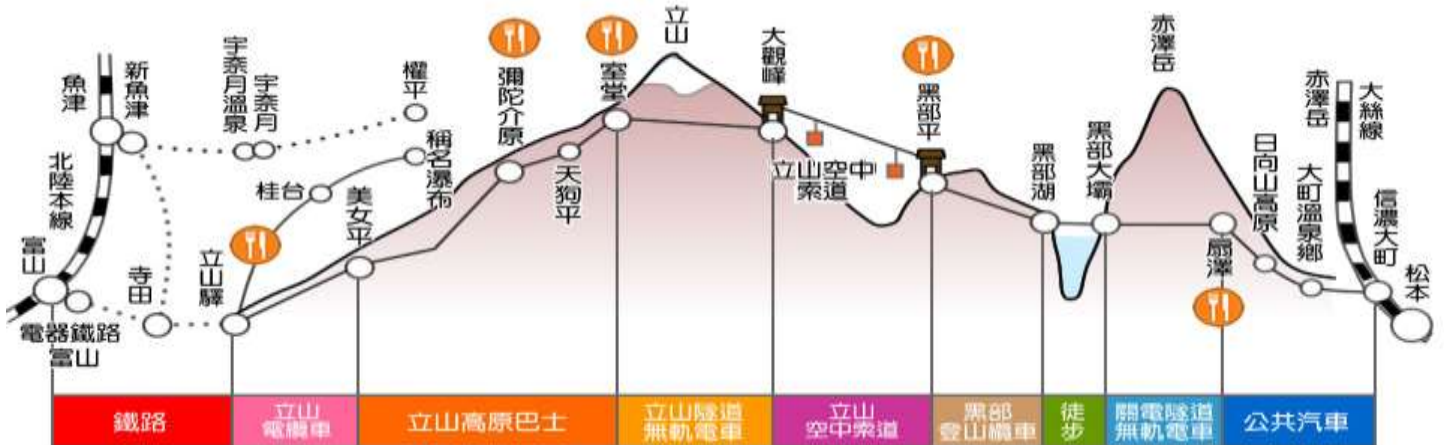 魚津
新魚津
宇奈月溫泉
宇奈月
欅平
稱名瀑布
桂台
美女平
彌陀介原
天狗平
室堂
立山
大觀峰
立山空中
索道
黑部平
黑部湖
黑部大壩
赤澤岳
扇澤
日向山高原
大町溫泉鄉
赤澤岳
大絲線
信濃大町
松本
北陸本線
富山
電器鐵路
富山
寺田
立山驛
鐵路
立山
電纜車
立山高原巴士
立山隧道
無軌電車
立山
空中索道
黑部
登山纜車
徒步
關電隧道
無軌電車
公共汽車